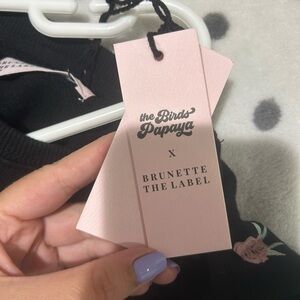 the Birds
Papaya
X
BRUNETTE
THE LABEL